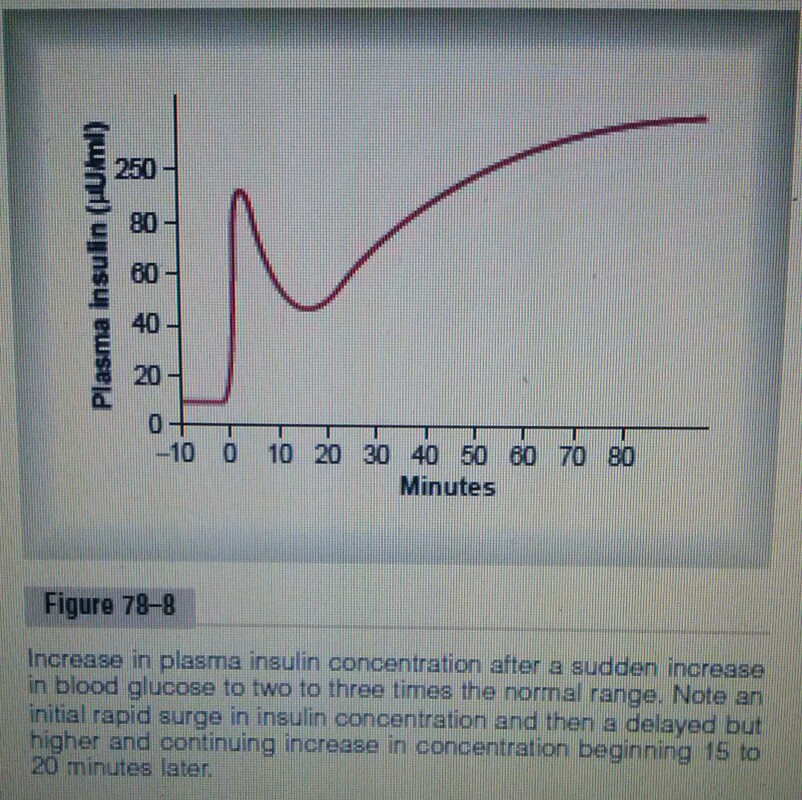 Plasma insulin (µU/ml)
250
80
60
40
20
0
–10 0 10 20 30 40 50 60 70 80
Minutes
Figure 78–8
Increase in plasma insulin concentration after a sudden increase
in blood glucose to two to three times the normal range. Note an
initial rapid surge in insulin concentration and then a delayed but
higher and continuing increase in concentration beginning 15 to
20 minutes later.